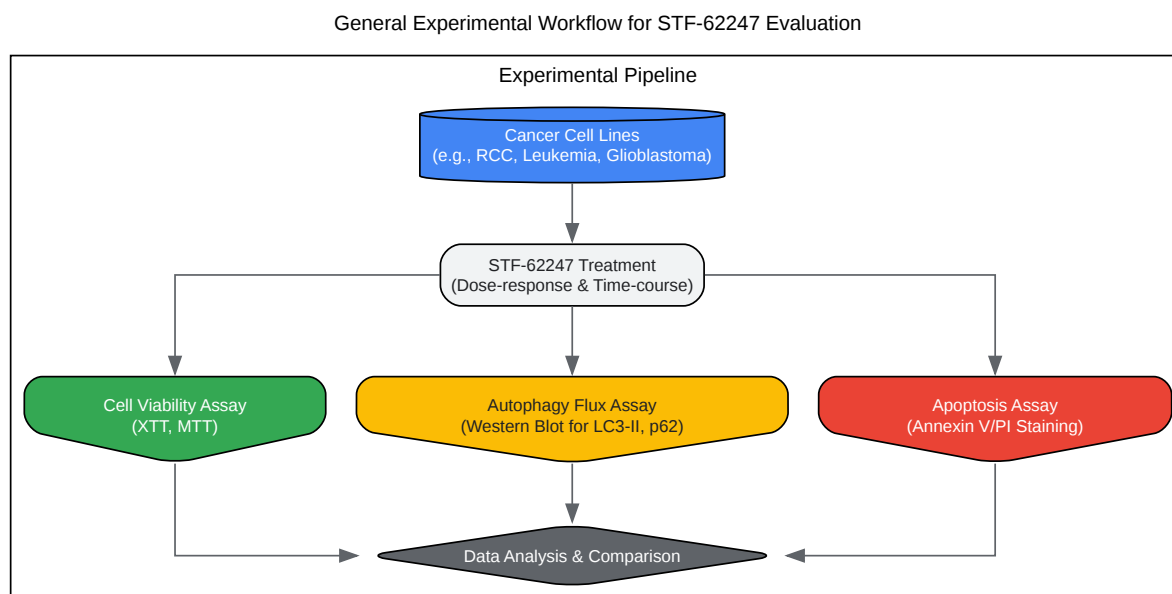 General Experimental Workflow for STF-62247 Evaluation
Experimental Pipeline
Cancer Cell Lines
(e.g., RCC, Leukemia, Glioblastoma)
STF-62247 Treatment
(Dose-response & Time-course)
Cell Viability Assay
(XTT, MTT)
Autophagy Flux Assay
(Western Blot for LC3-II, p62)
Apoptosis Assay
(Annexin V/PI Staining)
Data Analysis & Comparison